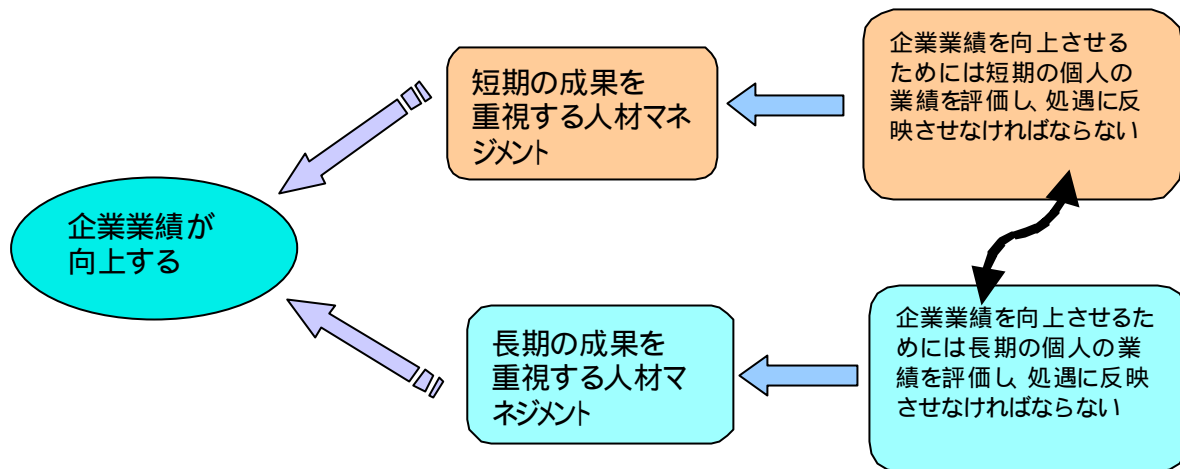 企業業績を向上させる
ためには短期の個人の
業績を評価し、処遇に反
映させなければならない
短期の成果を
重視する人材マネ
ジメント
企業業績が
向上する
長期の成果を
重視する人材マ
ネジメント
企業業績を向上させるた
めには長期の個人の業
績を評価し、処遇に反映
させなければならない